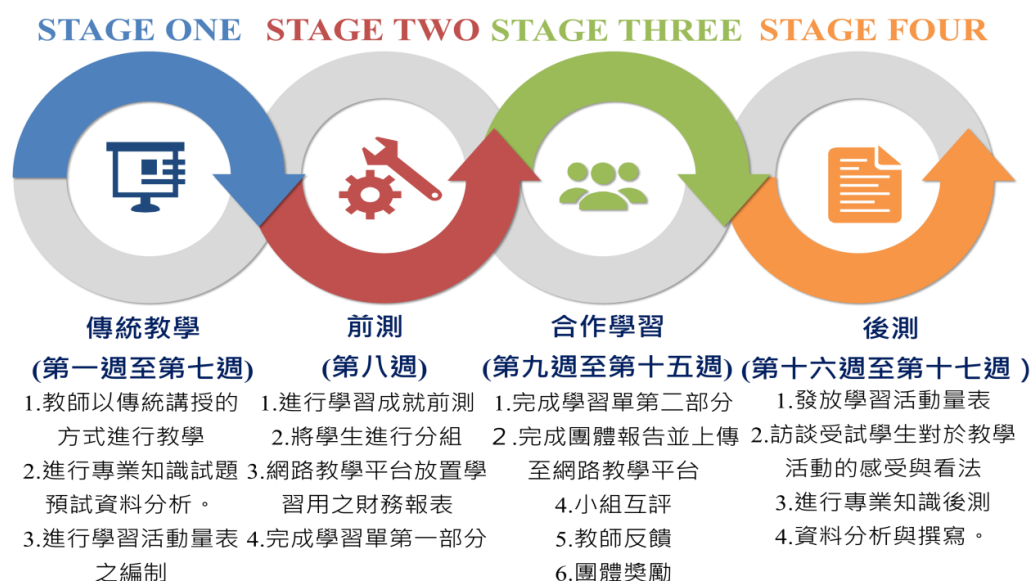 STAGE ONE
STAGE TWO
STAGE THREE
STAGE FOUR
傳統教學
(第一週至第七週)
1.教師以傳統講授的
方式進行教學
2.進行專業知識試題
預試資料分析。
3.進行學習活動量表
之編制
前測
(第八週)
1.進行學習成就前測
2.將學生進行分組
3.網路教學平台放置學
習用之財務報表
4.完成學習單第一部分
合作學習
(第九週至第十五週)
1.完成學習單第二部分
２.完成團體報告並上傳
至網路教學平台
4.小組互評
5.教師反饋
6.團體獎勵
後測
(第十六週至第十七週 )
1.發放學習活動量表
2.訪談受試學生對於教學
活動的感受與看法
3.進行專業知識後測
4.資料分析與撰寫。